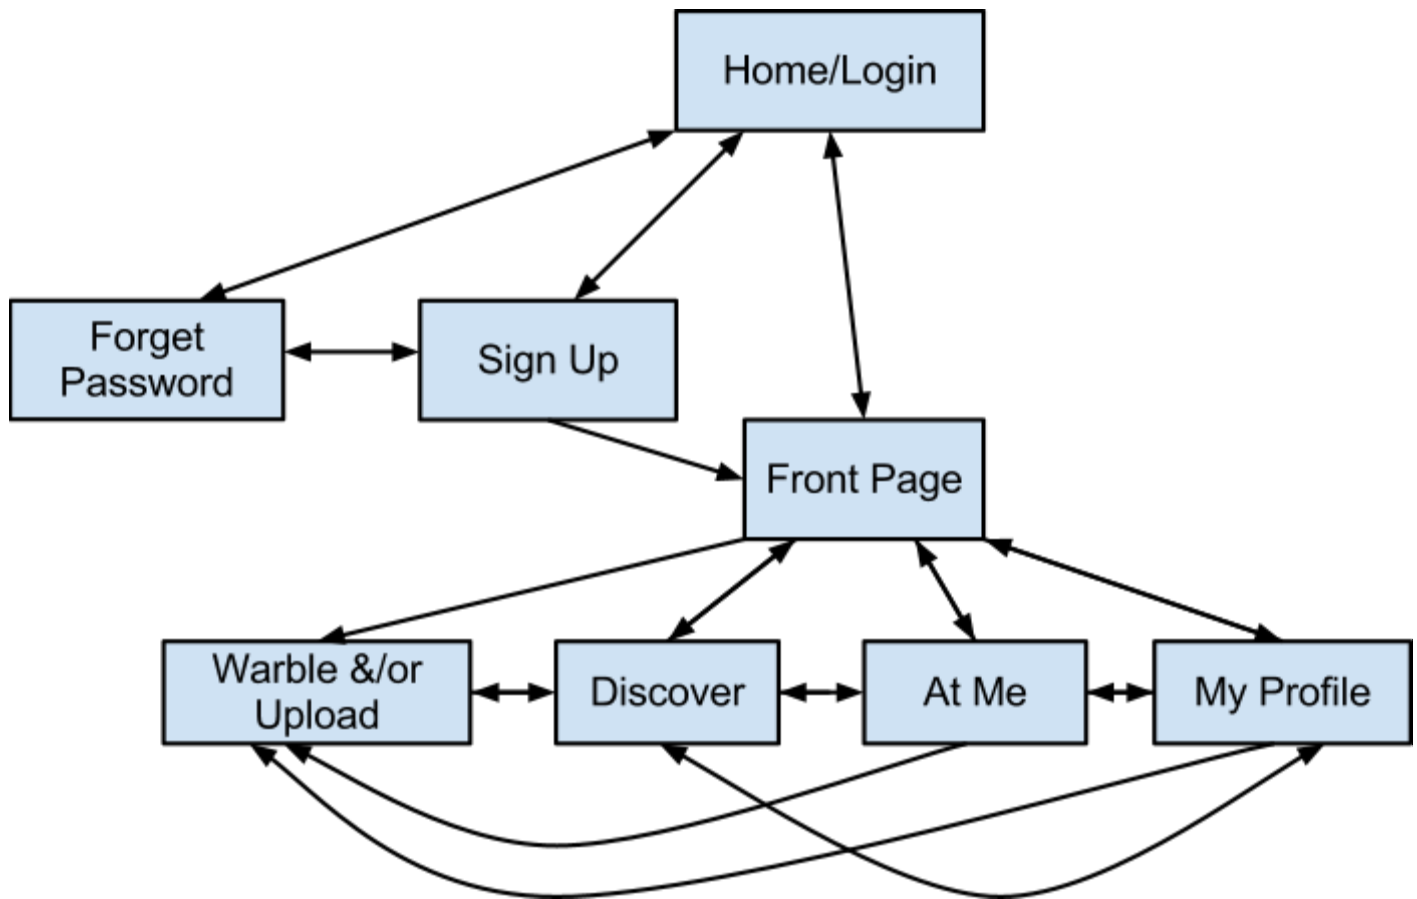 Home/Login
Forget
Password
Sign Up
Front Page
Warble &/or
Upload
Discover
At Me
My Profile